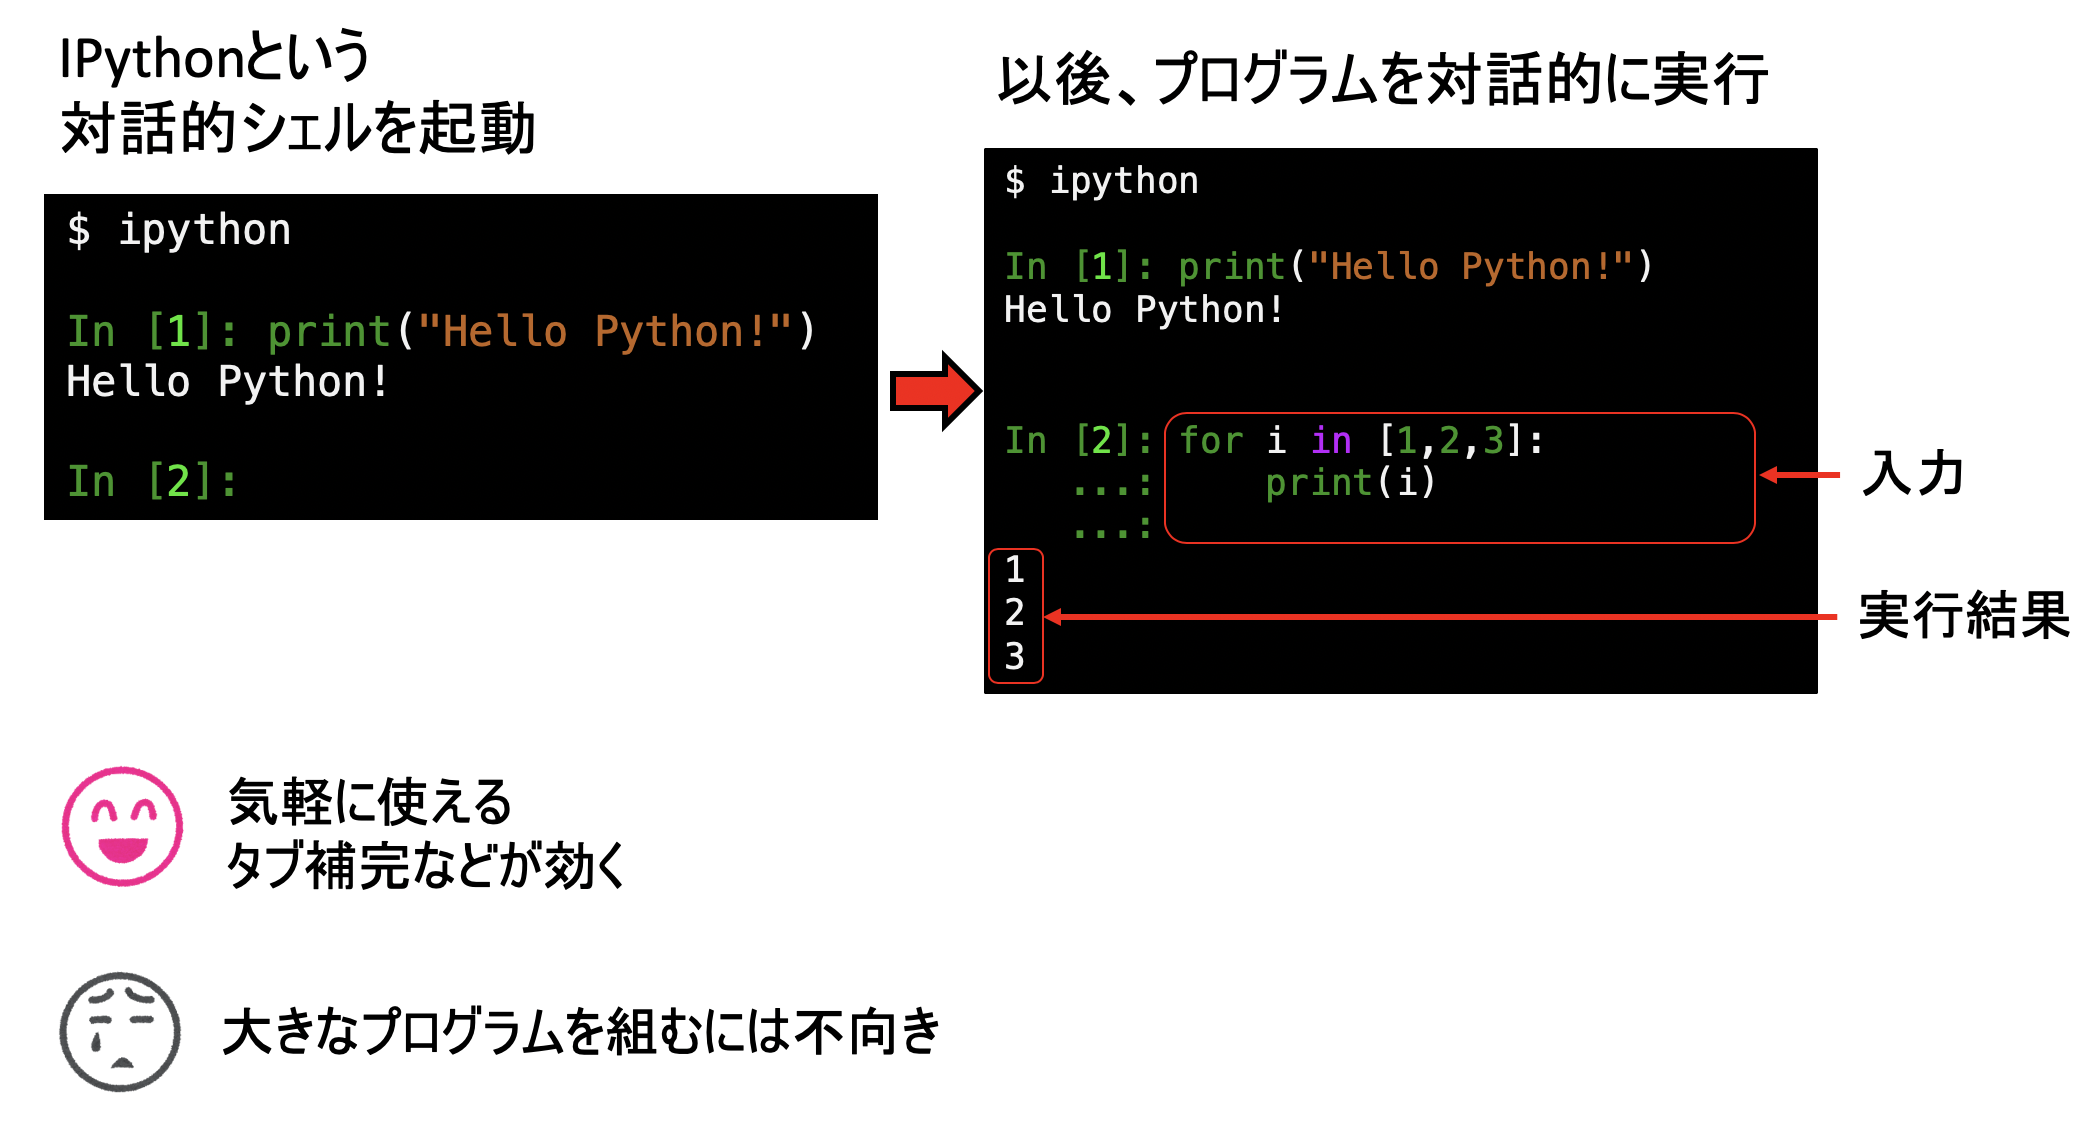 IPythonという
対話的シェルを起動
$ ipython
In [1]: print("Hello Python!")
Hello Python!
In [2]:
以後、プログラムを対話的に実行
$ ipython
In [1]: print("Hello Python!")
Hello Python!
In [2]: for i in [1,2,3]:
   ...:     print(i)
   ...:
1
2
3
入力
実行結果
気軽に使える
タブ補完などが効く
大きなプログラムを組むには不向き